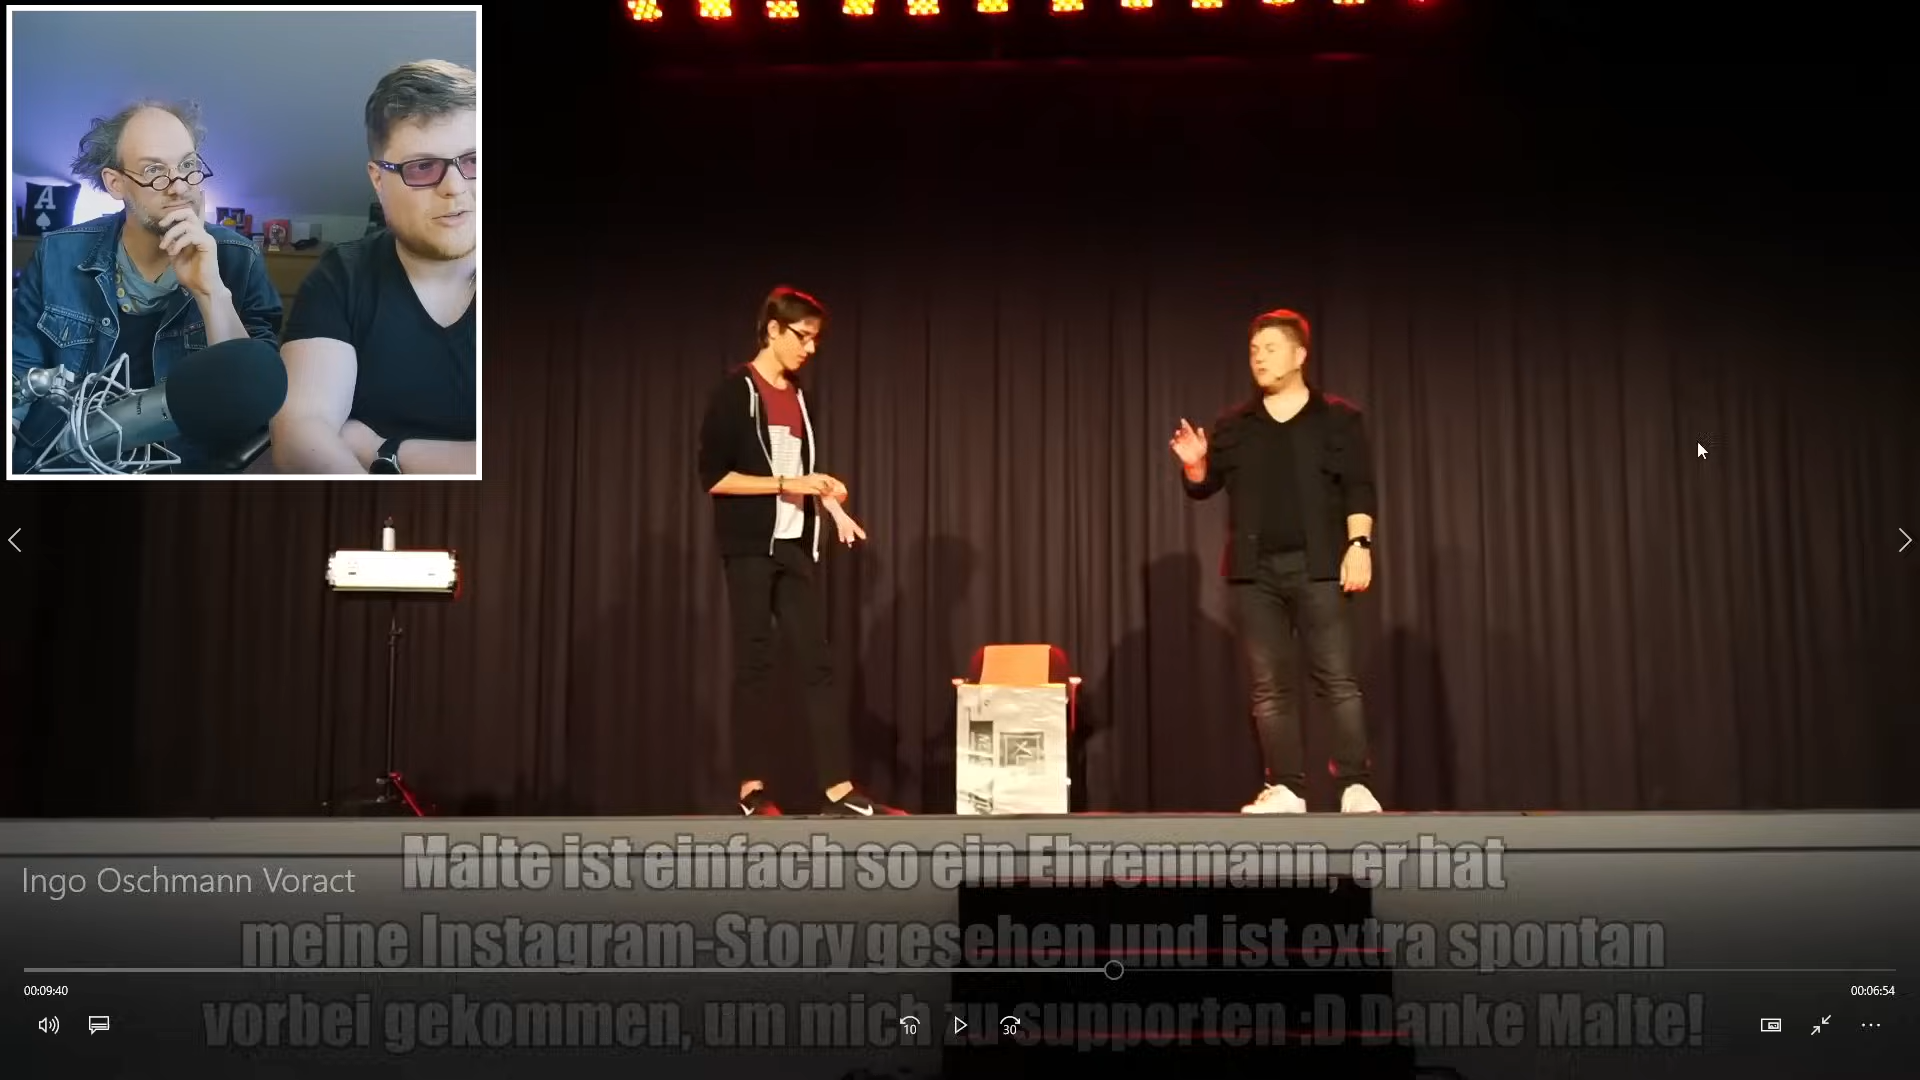 A
Ingo Oschmann Voract
Malte ist einfach so ein Ehrenmann, er hat
meine Instagram-Story gesehen und ist extra spontan
vorbei gekommen, um mich zu supporten :D Danke Malte!
00:09:40
00:06:54
10
30